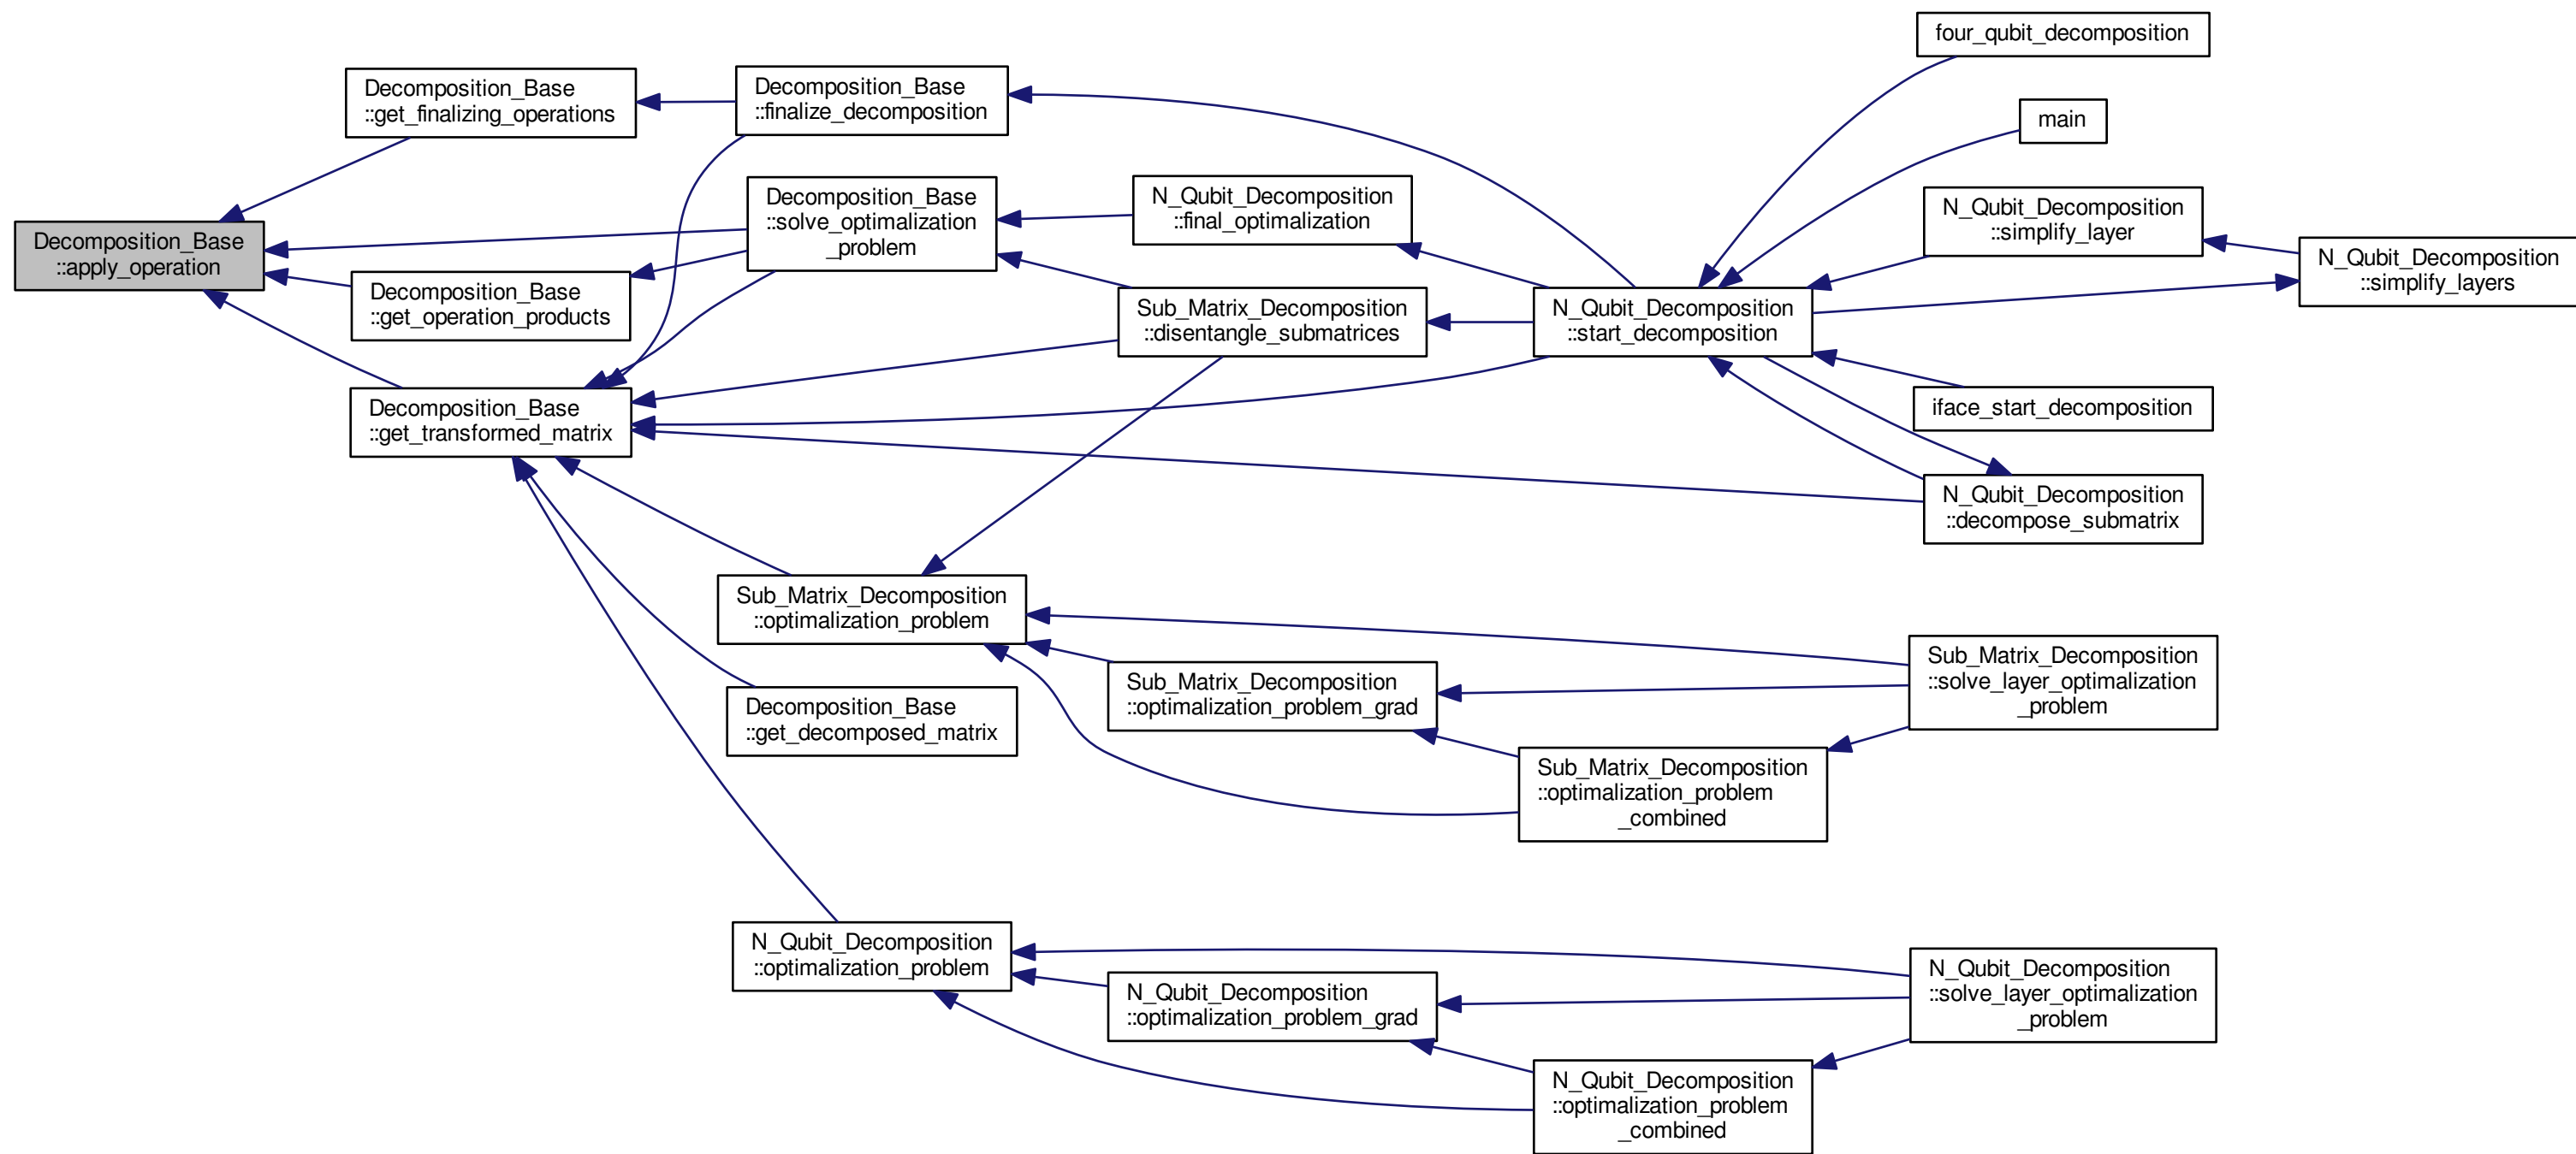 four_qubit_decomposition
Decomposition_Base
::get_finalizing_operations
Decomposition_Base
::finalize_decomposition
main
Decomposition_Base
::apply_operation
Decomposition_Base
::solve_optimalization
_problem
N_Qubit_Decomposition
::final_optimalization
N_Qubit_Decomposition
::simplify_layer
N_Qubit_Decomposition
::simplify_layers
Decomposition_Base
::get_operation_products
Sub_Matrix_Decomposition
::disentangle_submatrices
N_Qubit_Decomposition
::start_decomposition
Decomposition_Base
::get_transformed_matrix
iface_start_decomposition
N_Qubit_Decomposition
::decompose_submatrix
Sub_Matrix_Decomposition
::optimalization_problem
Decomposition_Base
::get_decomposed_matrix
Sub_Matrix_Decomposition
::optimalization_problem_grad
Sub_Matrix_Decomposition
::solve_layer_optimalization
_problem
Sub_Matrix_Decomposition
::optimalization_problem
_combined
N_Qubit_Decomposition
::optimalization_problem
N_Qubit_Decomposition
::optimalization_problem_grad
N_Qubit_Decomposition
::solve_layer_optimalization
_problem
N_Qubit_Decomposition
::optimalization_problem
_combined